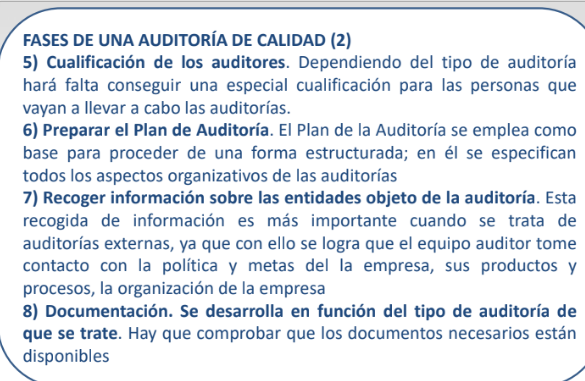 FASES DE UNA AUDITORÍA DE CALIDAD (2)
5) Cualificación de los auditores. Dependiendo del tipo de auditoría
hará falta conseguir una especial cualificación para las personas que
vayan a llevar a cabo las auditorías.
6) Preparar el Plan de Auditoría. El Plan de la Auditoría se emplea como
base para proceder de una forma estructurada; en él se especifican
todos los aspectos organizativos de las auditorías
7) Recoger información sobre las entidades objeto de la auditoría. Esta
recogida de información es más importante cuando se trata de
auditorías externas, ya que con ello se logra que el equipo auditor tome
contacto con la política y metas del la empresa, sus productos y
procesos, la organización de la empresa
8) Documentación. Se desarrolla en función del tipo de auditoría de
que se trate. Hay que comprobar que los documentos necesarios están
disponibles